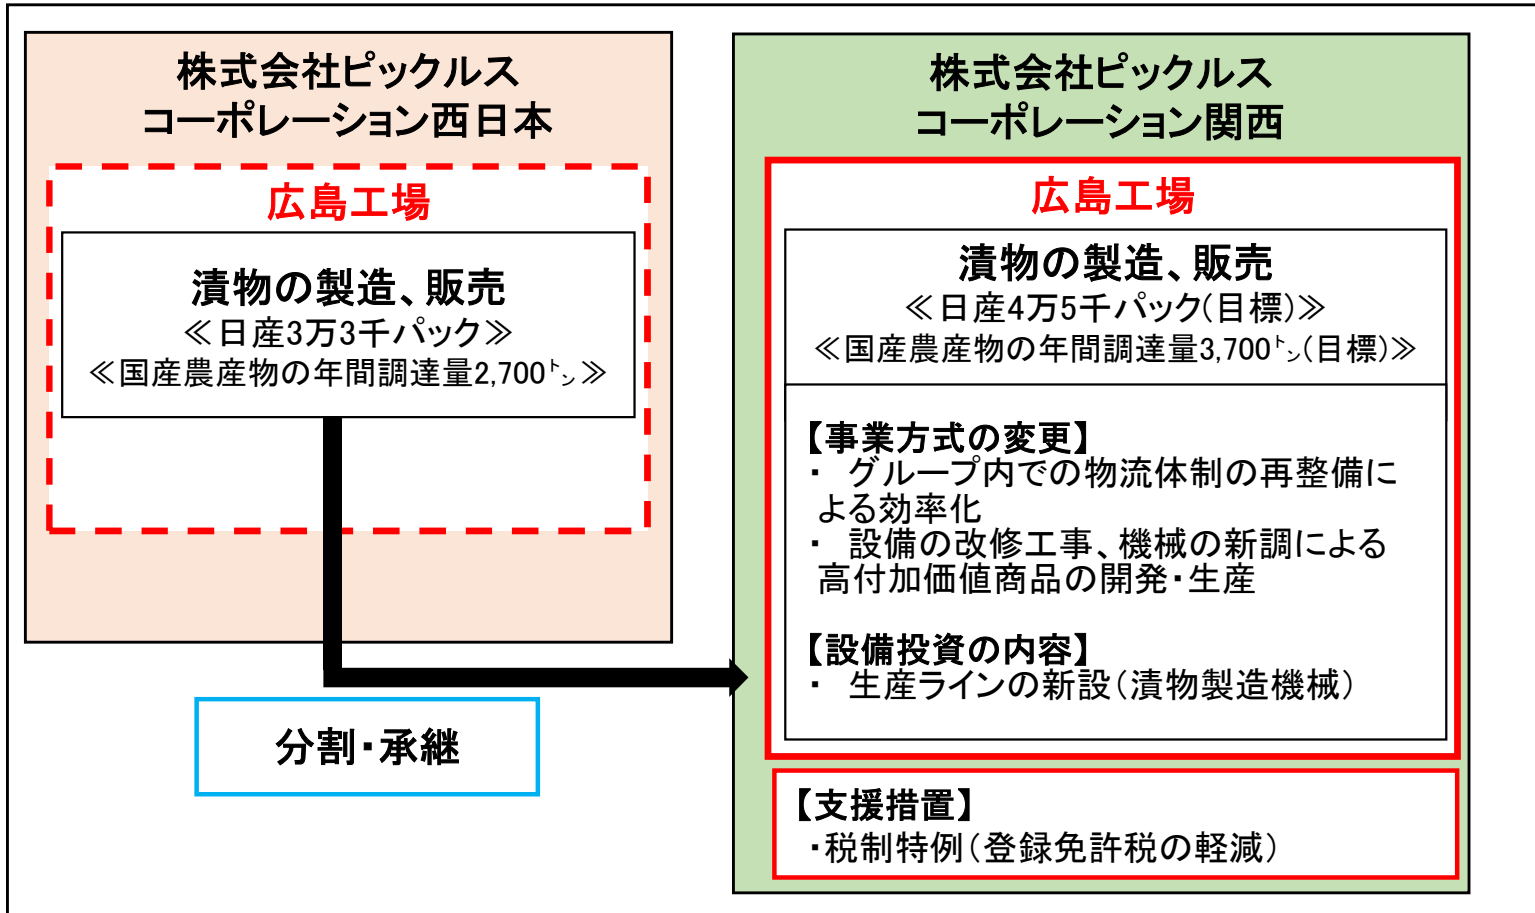 株式会社ピックルス
コーポレーション西日本
広島工場
漬物の製造、販売
≪日産3万3千パック≫
≪国産農産物の年間調達量2,700㌧≫
分割・承継
株式会社ピックルス
コーポレーション関西
広島工場
漬物の製造、販売
≪日産4万5千パック(目標)≫
≪国産農産物の年間調達量3,700㌧(目標)≫
【事業方式の変更】
・ グループ内での物流体制の再整備に
よる効率化
・ 設備の改修工事、機械の新調による
高付加価値商品の開発・生産
【設備投資の内容】
・ 生産ラインの新設（漬物製造機械）
【支援措置】
・税制特例（登録免許税の軽減）